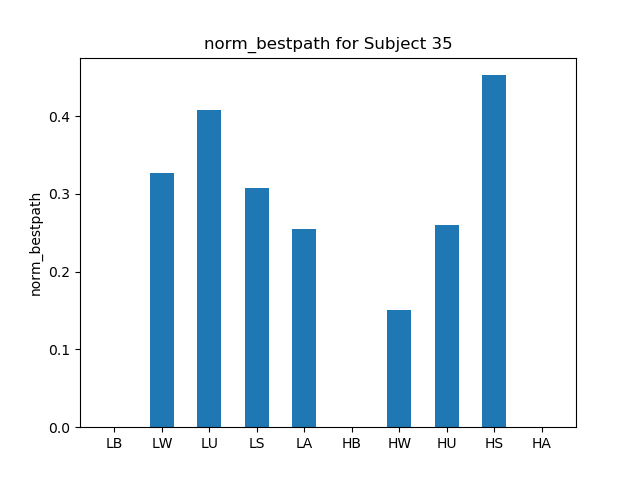 norm_bestpath for Subject 35
norm_bestpath
0.4
0.3
0.2
0.1
0.0
LB LW LU LS LA HB HW HU HS HA